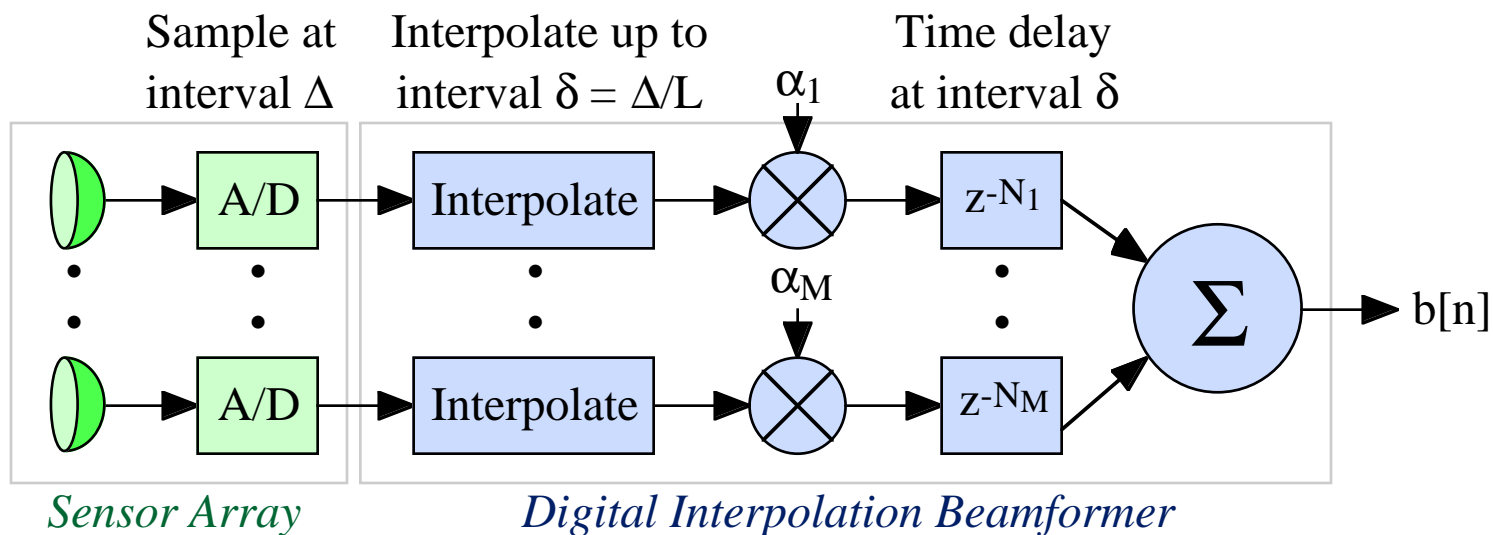 Sample at
interval Δ
Interpolate up to
interval δ = Δ/L
Time delay
at interval δ
α1
A/D
Interpolate
z-N1
αM
Σ
b[n]
A/D
Interpolate
z-NM
Sensor Array
Digital Interpolation Beamformer